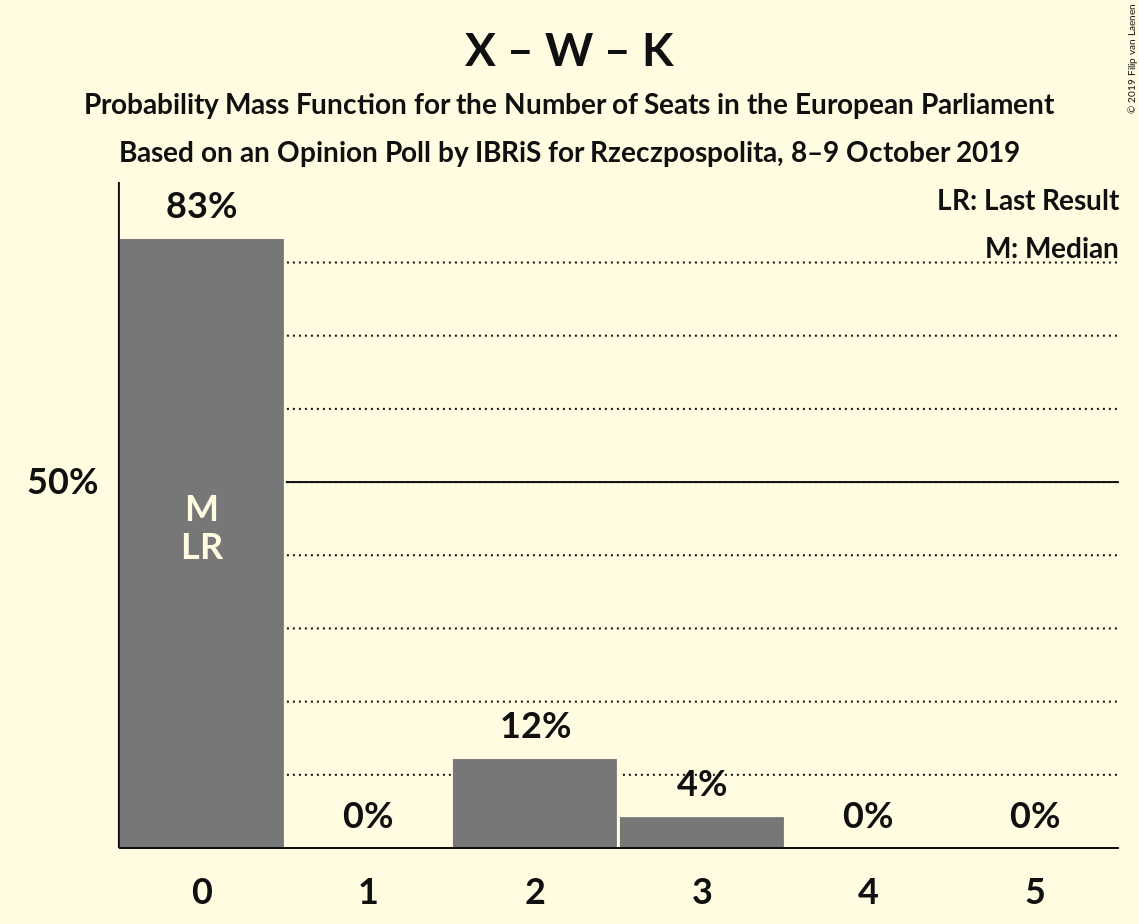 X – W – K
Probability Mass Function for the Number of Seats in the European Parliament
Based on an Opinion Poll by IBRiS for Rzeczpospolita, 8–9 October 2019
© 2019 Filip van Laenen
LR: Last Result
M: Median
83%
50%
M
LR
12%
4%
0%
0%
0%
0
1
2
3
4
5